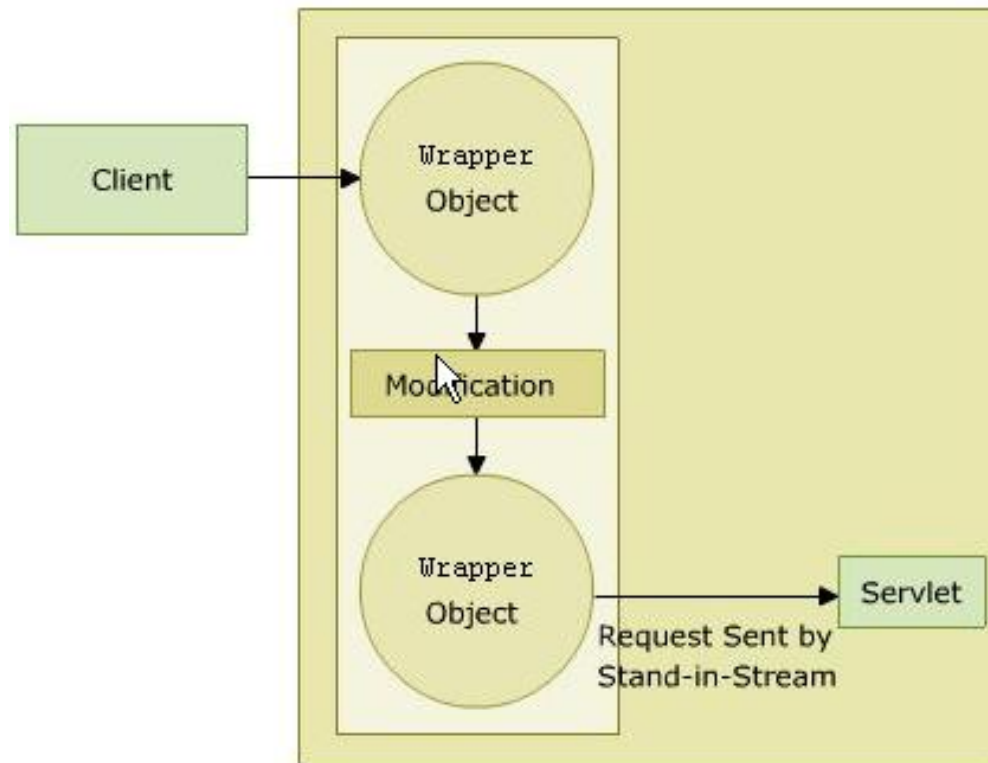 Client
Wrapper
Object
Modification
Wrapper
Object
Request Sent by
Stand-in-Stream
Servlet